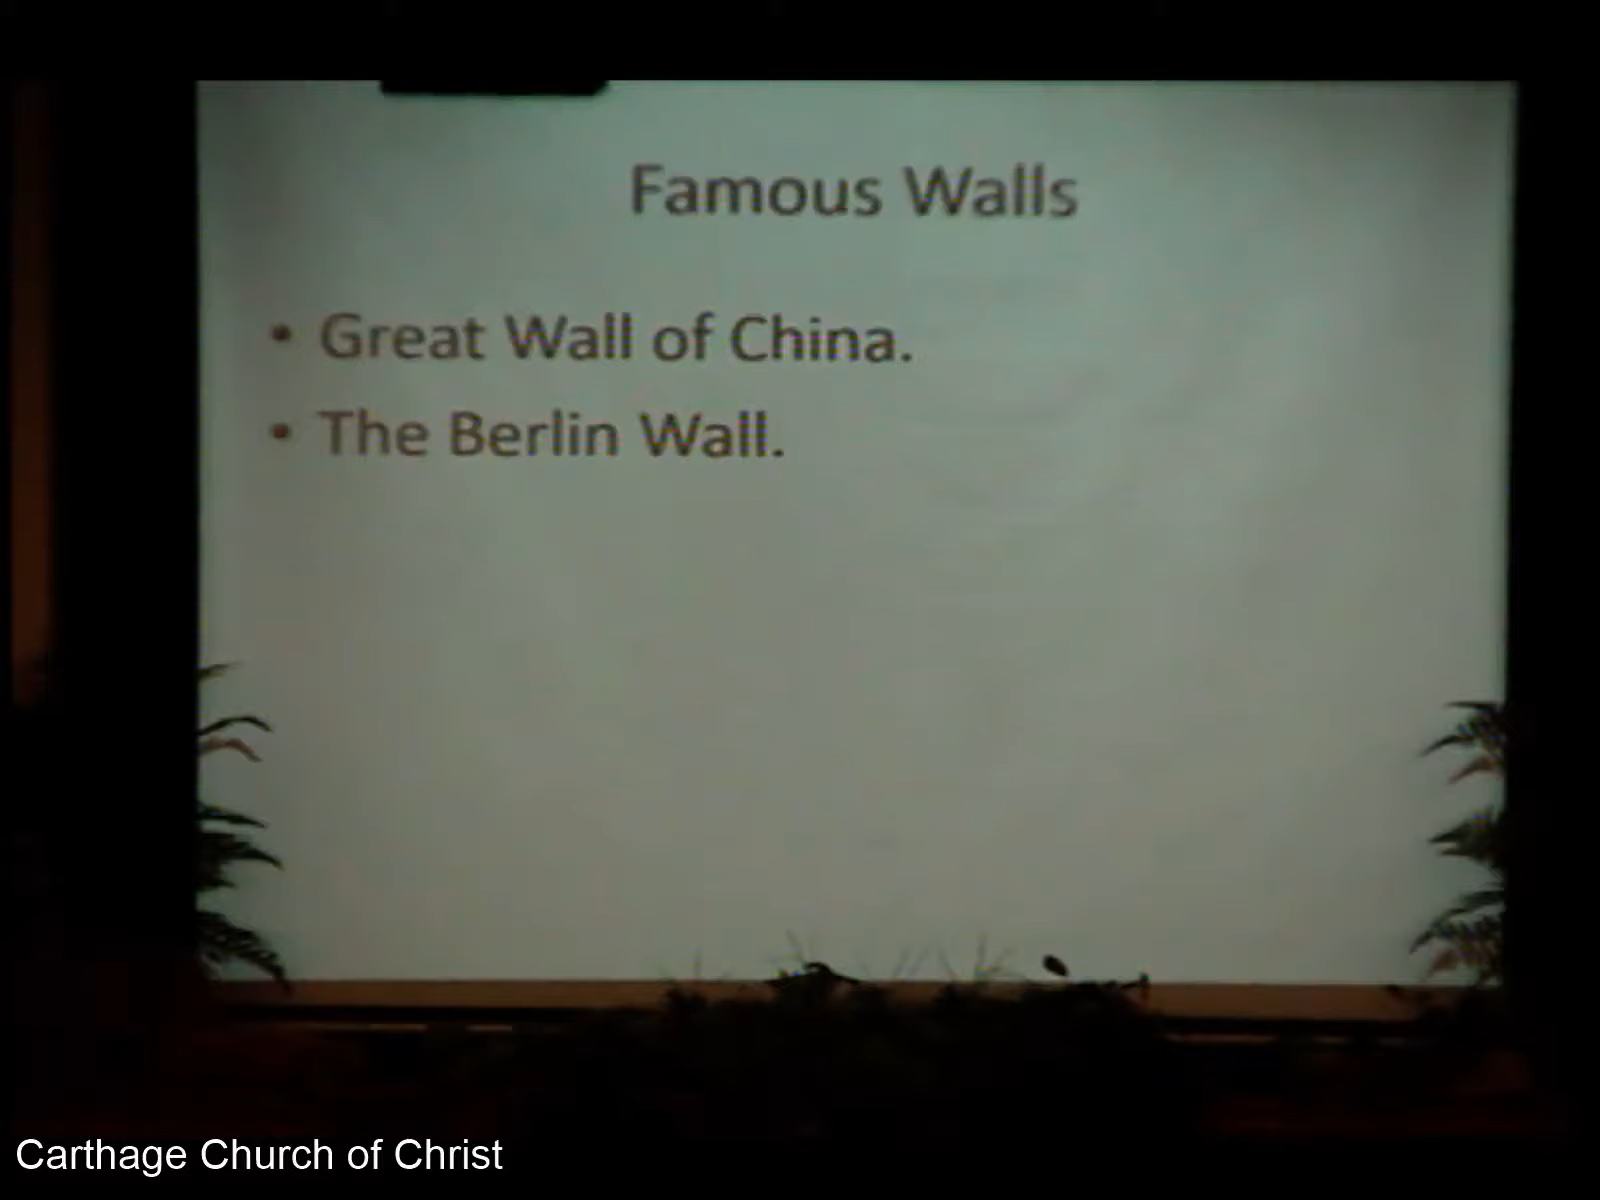 Famous Walls
• Great Wall of China.
• The Berlin Wall.
Carthage Church of Christ